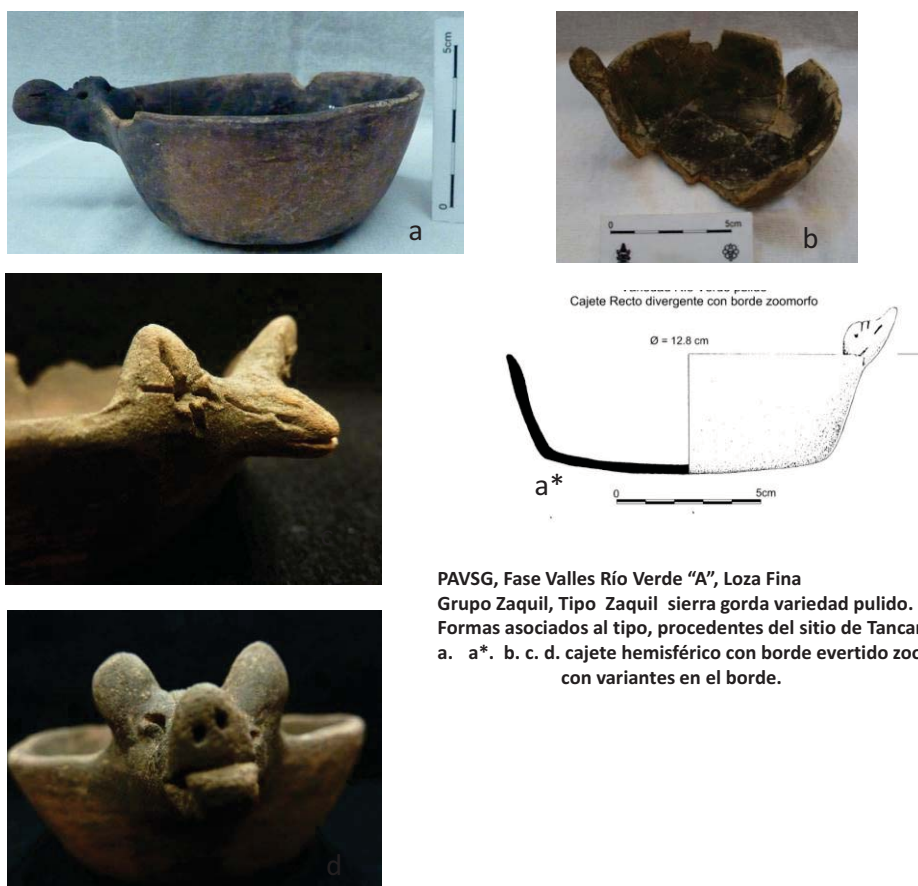 5cm
0
a
0 5cm
b
Cajete Recto divergente con borde zoomorfo
Ø = 12.8 cm
a*
0 5cm
PAVSG, Fase Valles Río Verde “A”, Loza Fina
Grupo Zaquil, Tipo Zaquil sierra gorda variedad pulido.
Formas asociados al tipo, procedentes del sitio de
a. a*. b. c. d. cajete hemisférico con borde evertido
con variantes en el borde.
d